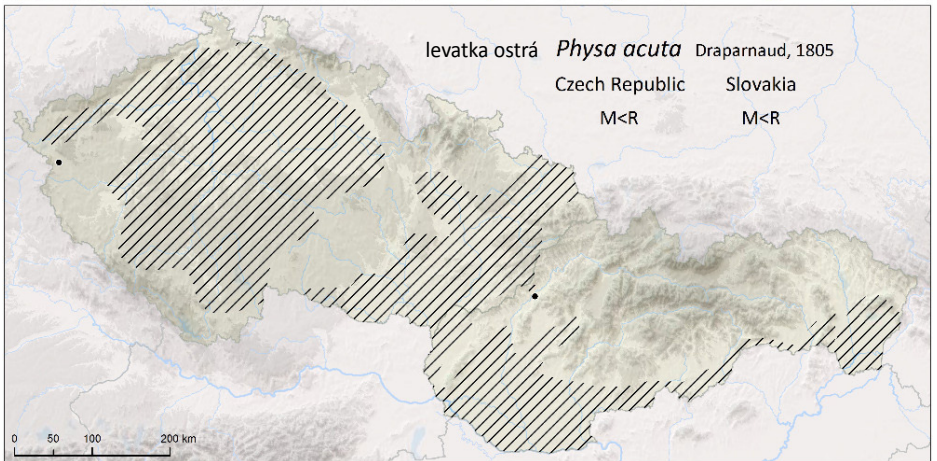 levatka ostrá Physa acuta Draparnaud, 1805
Czech Republic Slovakia
M<R M<R
0 50 100 200 km